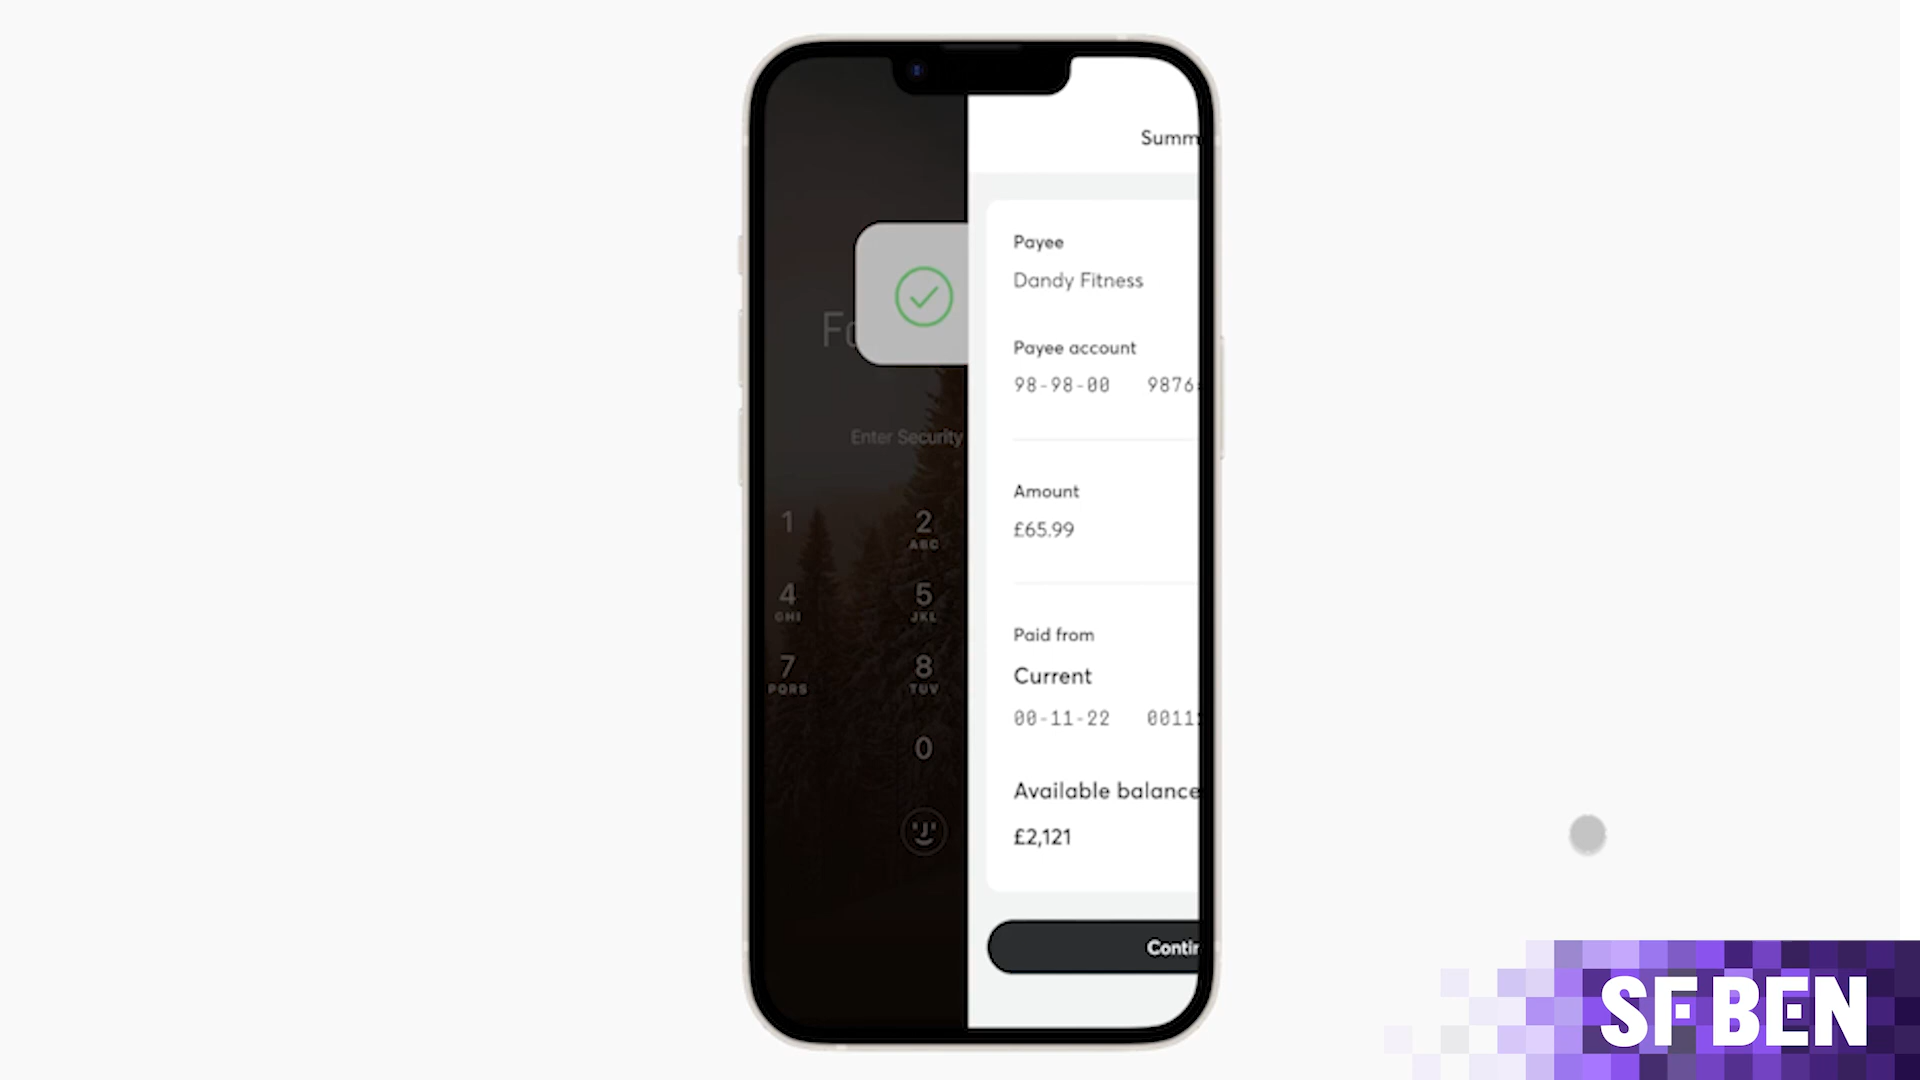 Summ
Payee
Dandy Fitness
Fo
Payee account
98-98-00 9876
Enter Security
Amount
£65.99
1
2
ABC
4
GHI
5
JKL
Paid from
Current
7
PQRS
8
TUV
00-11-22 0011
0
Available balance
£2,121
Contin
SF BEN